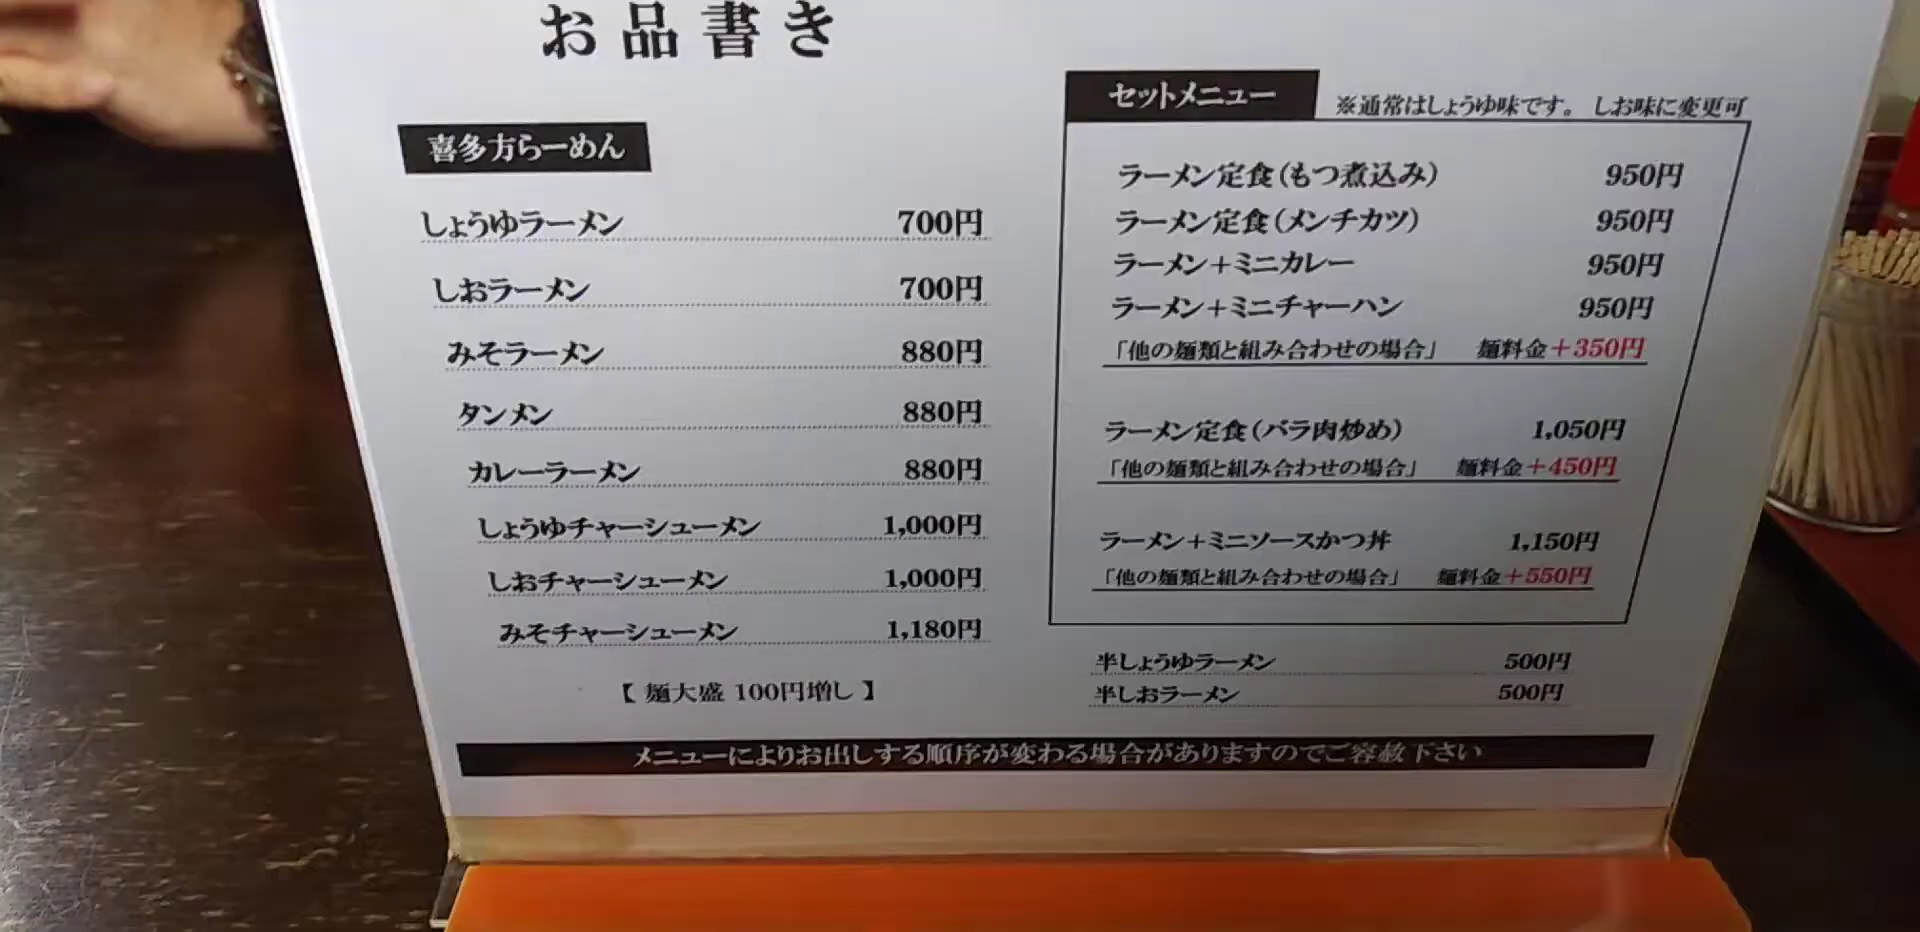 お品書き
喜多方らーめん
しょうゆラーメン 700円
しおラーメン 700円
みそラーメン 880円
タンメン 880円
カレーラーメン 880円
しょうゆチャーシューメン 1,000円
しおチャーシューメン 1,000円
みそチャーシューメン 1,180円
【 麺大盛 100円増し 】
セットメニュー ※通常はしょうゆ味です。 しお味に変更可
ラーメン定食(もつ煮込み) 950円
ラーメン定食(メンチカツ) 950円
ラーメン+ミニカレー 950円
ラーメン+ミニチャーハン 950円
「他の麺類と組み合わせの場合」 麺料金+350円
ラーメン定食(バラ肉炒め) 1,050円
「他の麺類と組み合わせの場合」 麺料金+450円
ラーメン+ミニソースかつ丼 1,150円
「他の麺類と組み合わせの場合」 麺料金+550円
半しょうゆラーメン 500円
半しおラーメン 500円
メニューによりお出しする順序が変わる場合がありますのでご容赦下さい